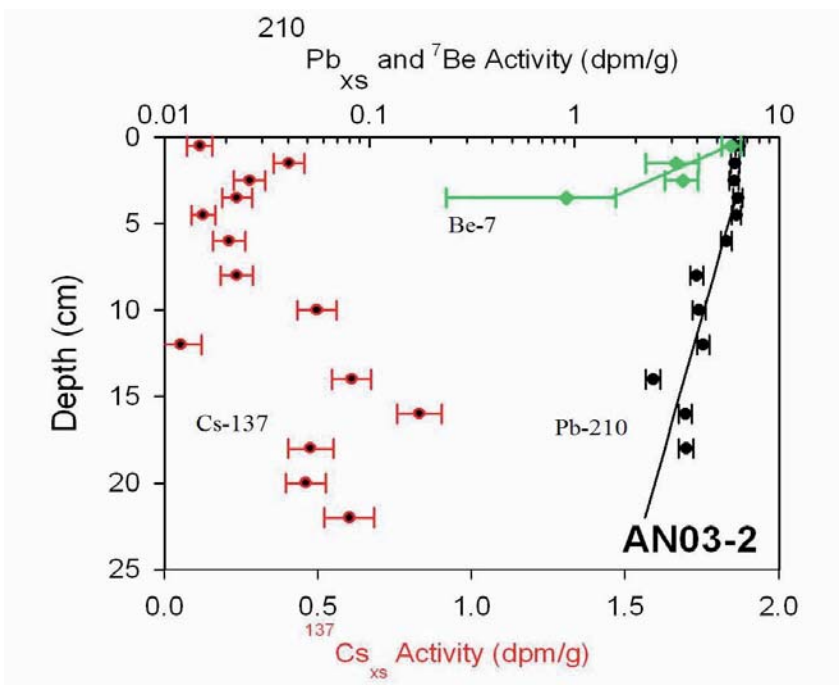 210
Pbxs and 7Be Activity (dpm/g)
0.01 0.1 1 10
0
5
10
15
20
25
Depth (cm)
Be-7
Cs-137
Pb-210
AN03-2
0.0 0.5 1.0 1.5 2.0
137
Csxs Activity (dpm/g)